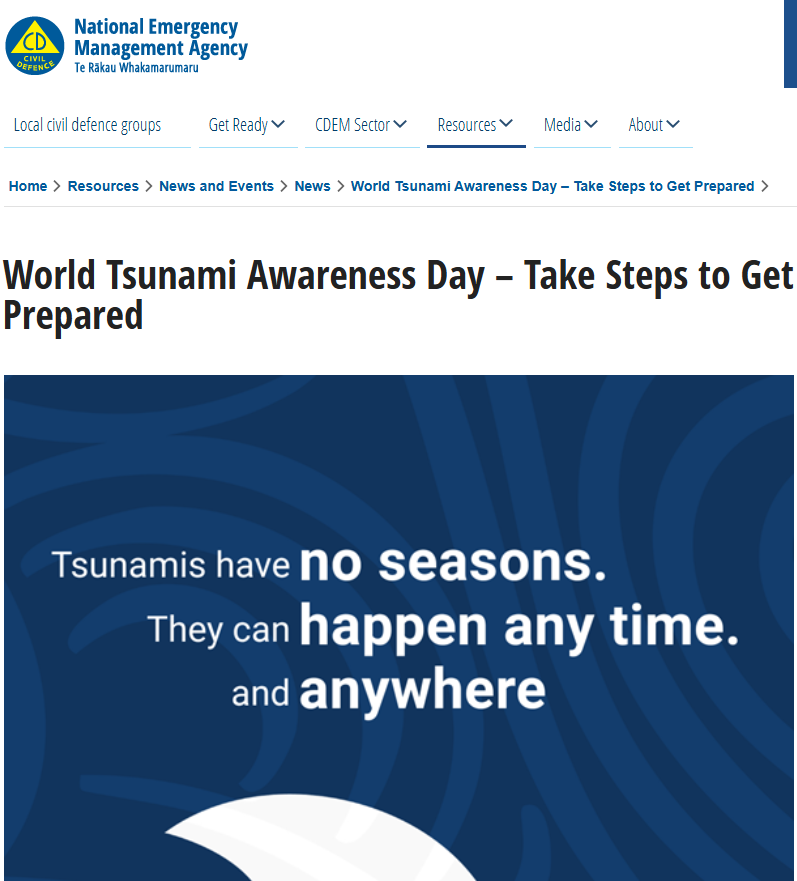 National Emergency
Management Agency
Te Rākau Whakamarumaru
CD
CIVIL
DEFENCE
Local civil defence groups
Get Ready
CDEM Sector
Resources
Media
About
Home
Resources
News and Events
News
World Tsunami Awareness Day – Take Steps to Get Prepared
World Tsunami Awareness Day – Take Steps to Get
Prepared
Tsunamis have no seasons.
They can happen any time.
and anywhere